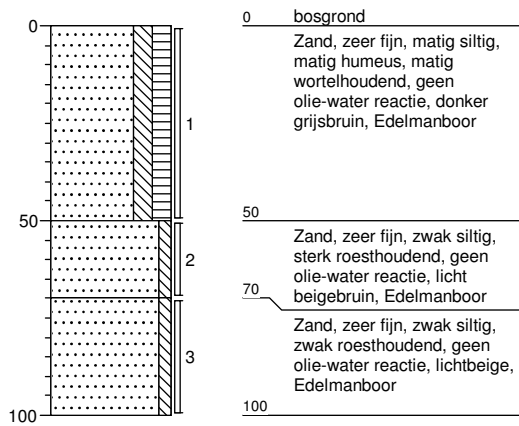 0
50
100
1
2
3
0 bosgrond
Zand, zeer fijn, matig siltig,
matig humeus, matig
wortelhoudend, geen
olie-water reactie, donker
grijsbruin, Edelmanboor
50
Zand, zeer fijn, zwak siltig,
sterk roesthoudend, geen
olie-water reactie, licht
beigebruin, Edelmanboor
70
Zand, zeer fijn, zwak siltig,
zwak roesthoudend, geen
olie-water reactie, lichtbeige,
Edelmanboor
100